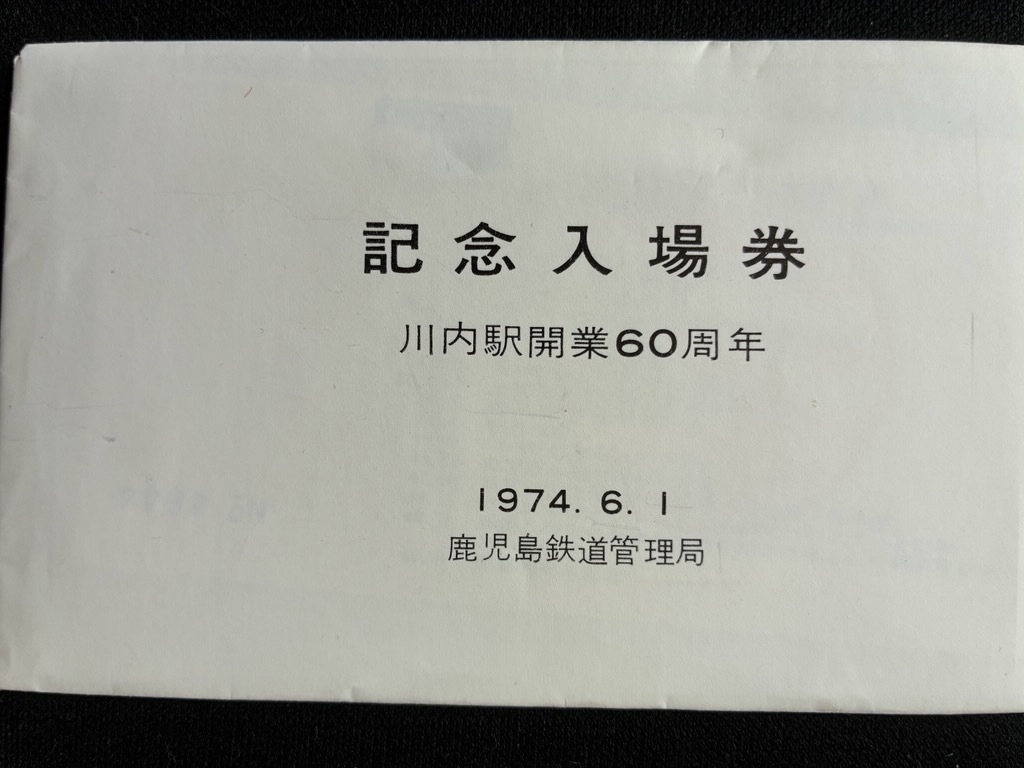 記念入場券
川内駅開業60周年
1974. 6. 1
鹿児島鉄道管理局